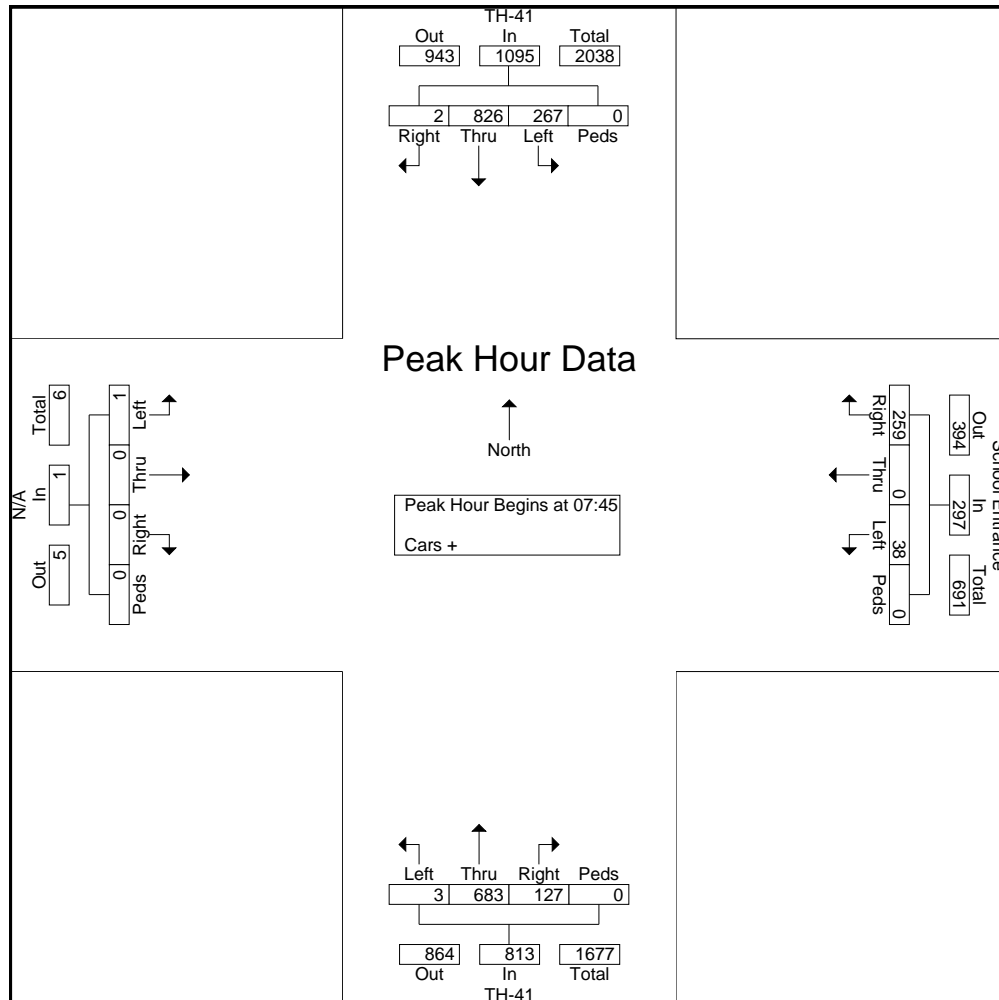 TH-41
Out In Total
943 1095 2038
2 826 267 0
Right Thru Left Peds
Peak Hour Data
North
Peak Hour Begins at 07:45
Cars +
N/A
Out In Total
5 1 6
Left Thru Right Peds
1 0 0 0
School Entrance
Out In Total
394 297 691
259 0 38 0
Right Thru Left Peds
Left Thru Right Peds
3 683 127 0
864 813 1677
Out In Total
TH-41